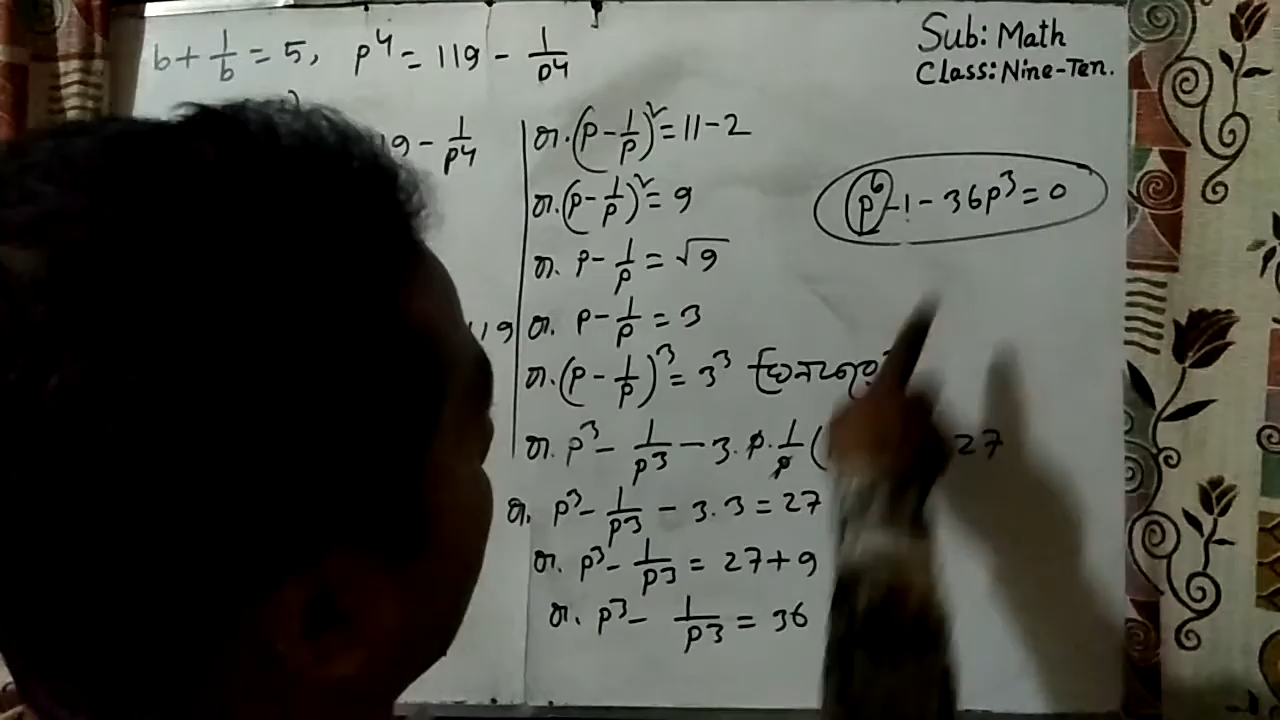 b + 1/b = 5, p⁴ = 119 - 1/p⁴
Sub: Math
Class: Nine-Ten.
19 - 1/p⁴
বা. (p - 1/p)² = 11 - 2
বা. (p - 1/p)² = 9
বা. p - 1/p = √9
119
বা. p - 1/p = 3
বা. (p - 1/p)³ = 3³
বা. p³ - 1/p³ - 3. p. 1/p ( 27
বা. p³ - 1/p³ - 3. 3 = 27
বা. p³ - 1/p³ = 27 + 9
বা. p³ - 1/p³ = 36
p⁶ - 1 - 36p³ = 0